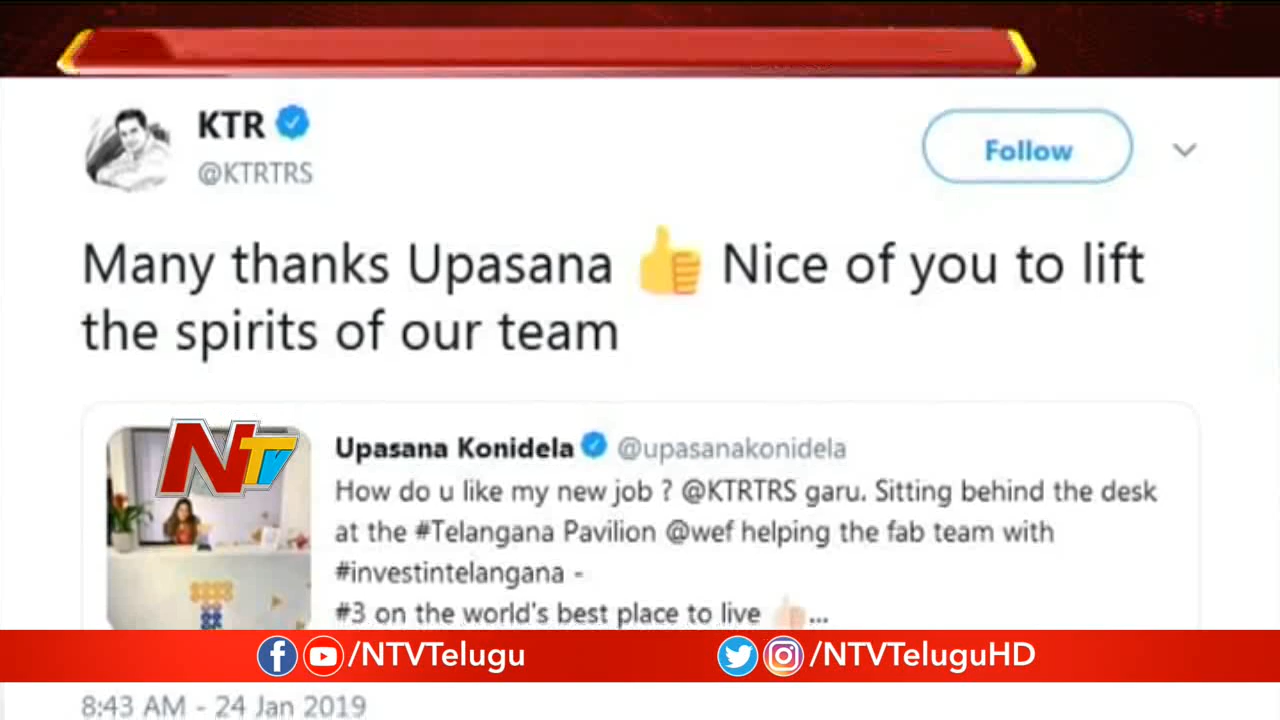 KTR
@KTRTRS
Follow
Many thanks Upasana 👍 Nice of you to lift
the spirits of our team
NTV
Upasana Konidela @upasanakonidela
How do u like my new job ? @KTRTRS garu. Sitting behind the desk
at the #Telangana Pavilion @wef helping the fab team with
#investintelangana -
#3 on the world's best place to live 👍...
/NTVTelugu
/NTVTeluguHD
8:43 AM - 24 Jan 2019